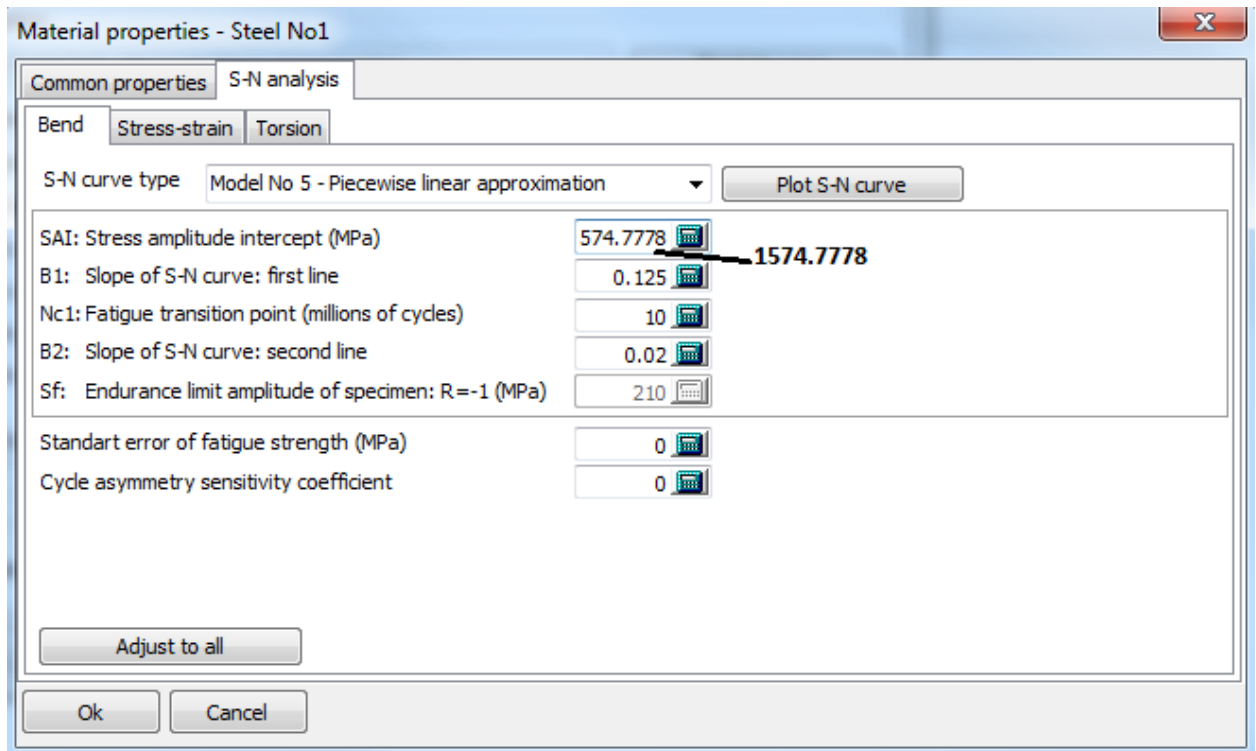 Material properties - Steel No1
x
Common properties S-N analysis
Bend Stress-strain Torsion
S-N curve type Model No 5 - Piecewise linear approximation Plot S-N curve
SAI: Stress amplitude intercept (MPa) 574.7778 1574.7778
B1: Slope of S-N curve: first line 0.125
Nc1: Fatigue transition point (millions of cycles) 10
B2: Slope of S-N curve: second line 0.02
Sf: Endurance limit amplitude of specimen: R=-1 (MPa) 210
Standart error of fatigue strength (MPa) 0
Cycle asymmetry sensitivity coefficient 0
Adjust to all
Ok Cancel